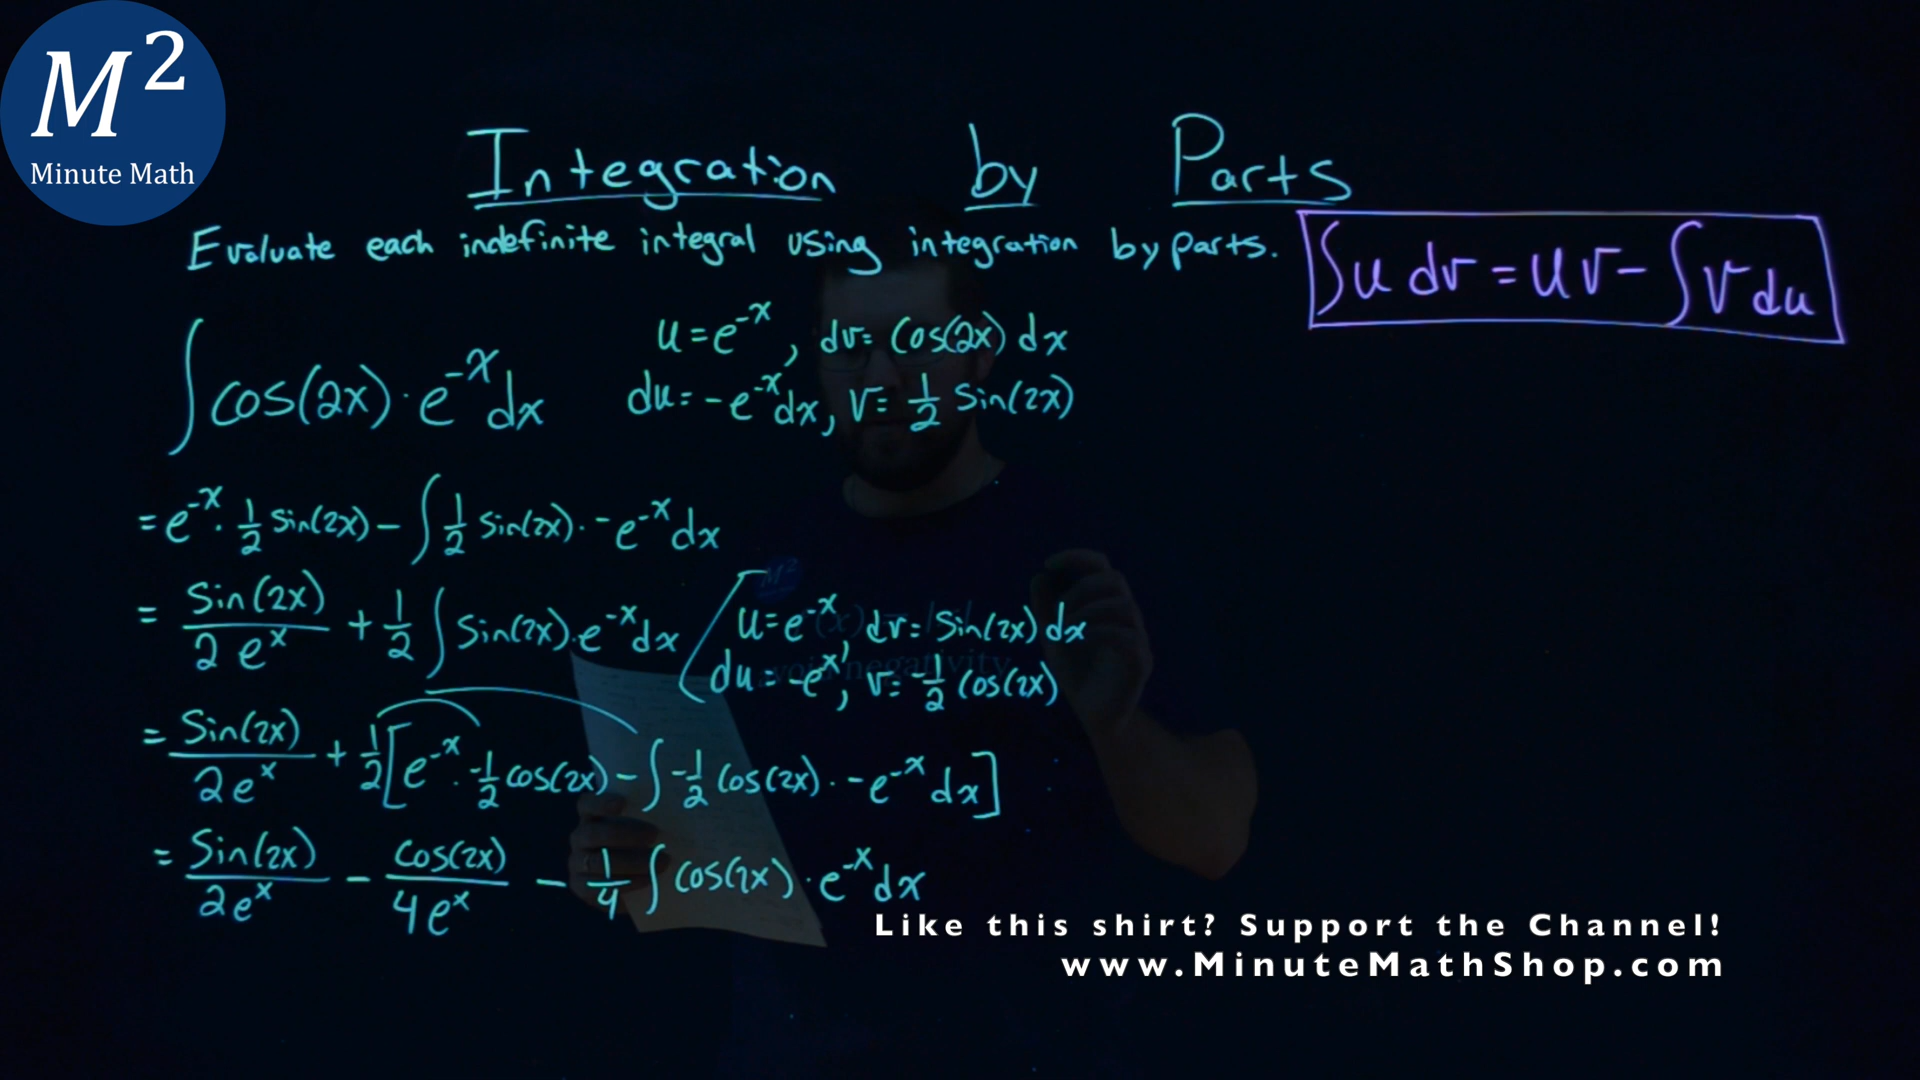 M²
Minute Math
Integration by Parts
Evaluate each indefinite integral using integration by parts.
∫u dv = uv - ∫v du
∫cos(2x)·e^-x dx
u = e^-x, dv = cos(2x) dx
du = -e^-x dx, v = 1/2 sin(2x)
= e^-x · 1/2 sin(2x) - ∫ 1/2 sin(2x) · -e^-x dx
= sin(2x)/2e^x + 1/2 ∫ sin(2x)·e^-x dx
u = e^-x, dv = sin(2x) dx
du = -e^-x, v = -1/2 cos(2x)
= sin(2x)/2e^x + 1/2 [e^-x · -1/2 cos(2x) - ∫ -1/2 cos(2x) · -e^-x dx]
= sin(2x)/2e^x - cos(2x)/4e^x - 1/4 ∫ cos(2x)·e^-x dx
M²
negativity
Like this shirt? Support the Channel!
www.MinuteMathShop.com